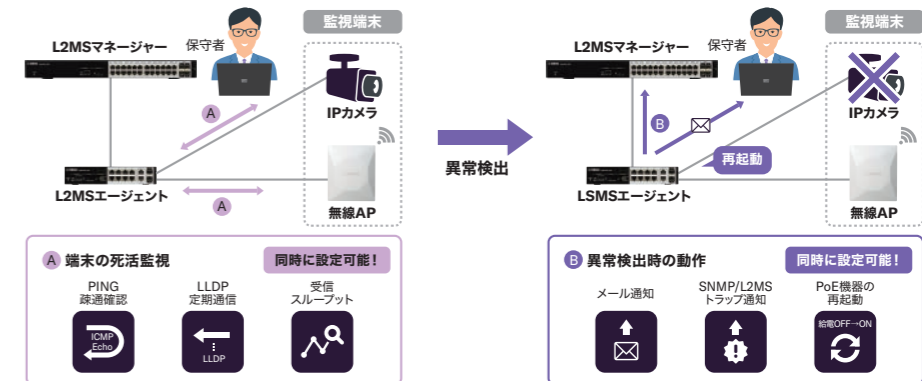 監視端末
L2MSマネージャー
保守者
A
IPカメラ
L2MSエージェント
A
無線AP
A 端末の死活監視
同時に設定可能！
PING
疎通確認
ICMP
Echo
LLDP
定期通信
LLDP
受信
スループット
異常検出
監視端末
L2MSマネージャー
保守者
B
IPカメラ
再起動
LSMSエージェント
無線AP
B 異常検出時の動作
同時に設定可能！
メール通知
SNMP/L2MS
トラップ通知
PoE機器の
再起動
給電OFF→ON